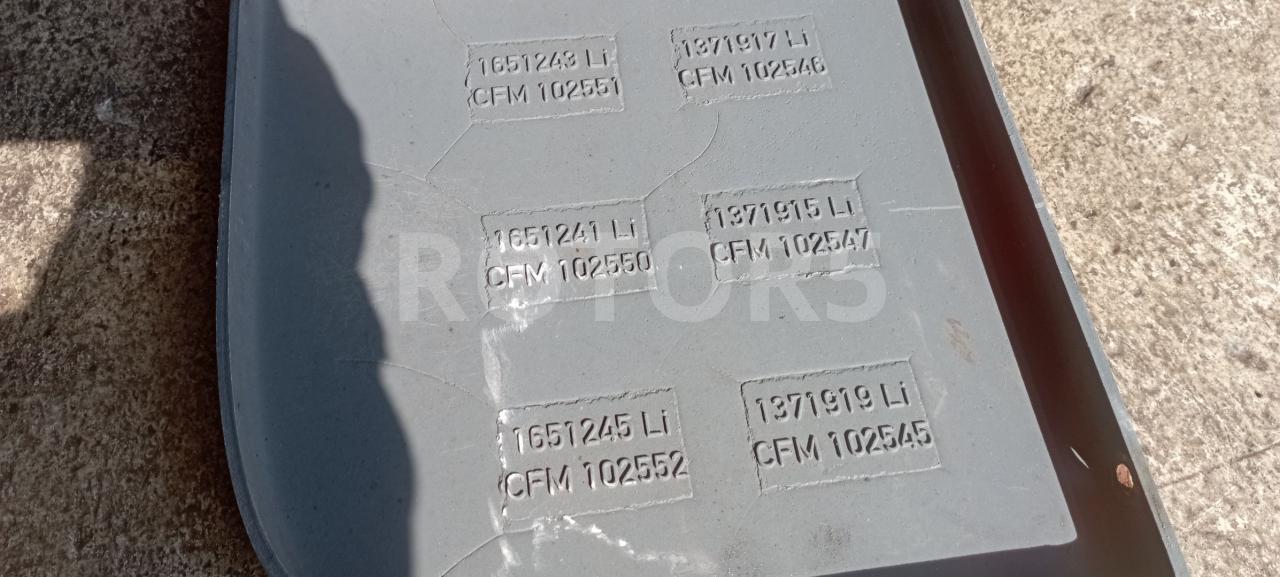 1651243 Li
CFM 102551
1371917 Li
CFM 102546
1651241 Li
CFM 102550
1371915 Li
CFM 102547
ROTOR5
1651245 Li
CFM 102552
1371919 Li
CFM 102545